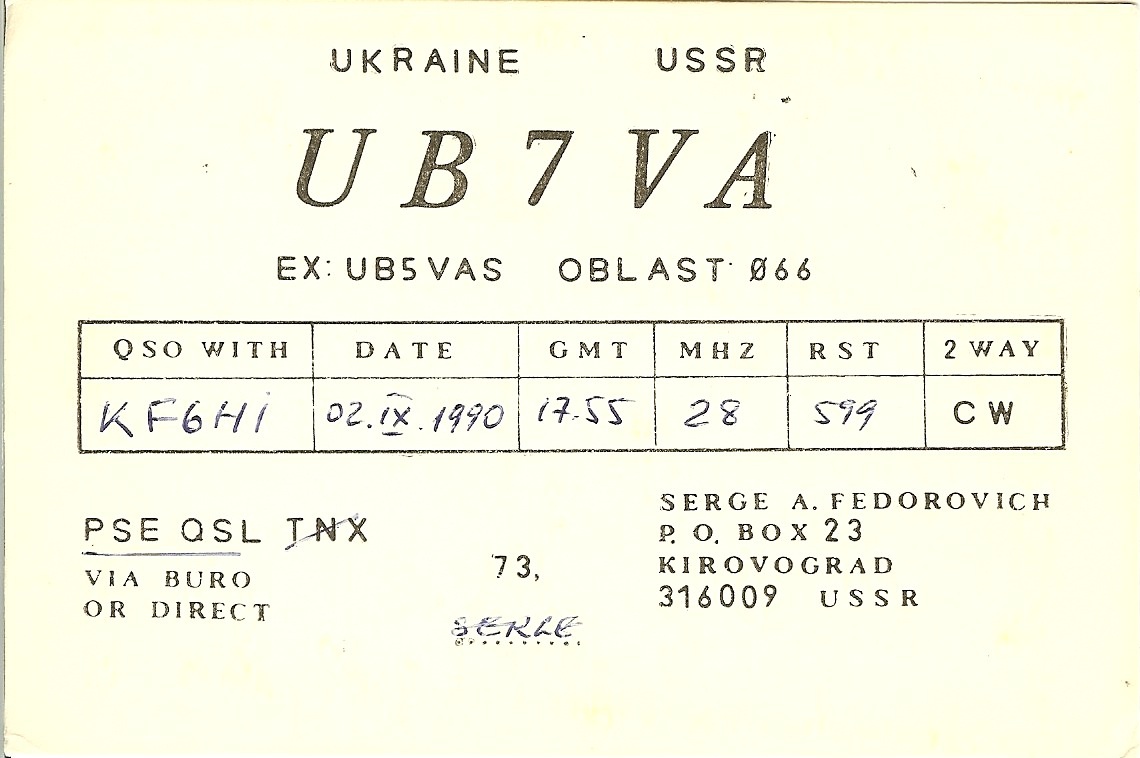 UKRAINE USSR
UB7VA
EX: UB5VAS OBLAST Ø66
QSO WITH DATE GMT MHZ RST 2 WAY
KF6HI 02.IX.1990 17.55 28 599 CW
PSE QSL TNX
VIA BURO
OR DIRECT
73,
SERGE
SERGE A. FEDOROVICH
P. O. BOX 23
KIROVOGRAD
316009 USSR